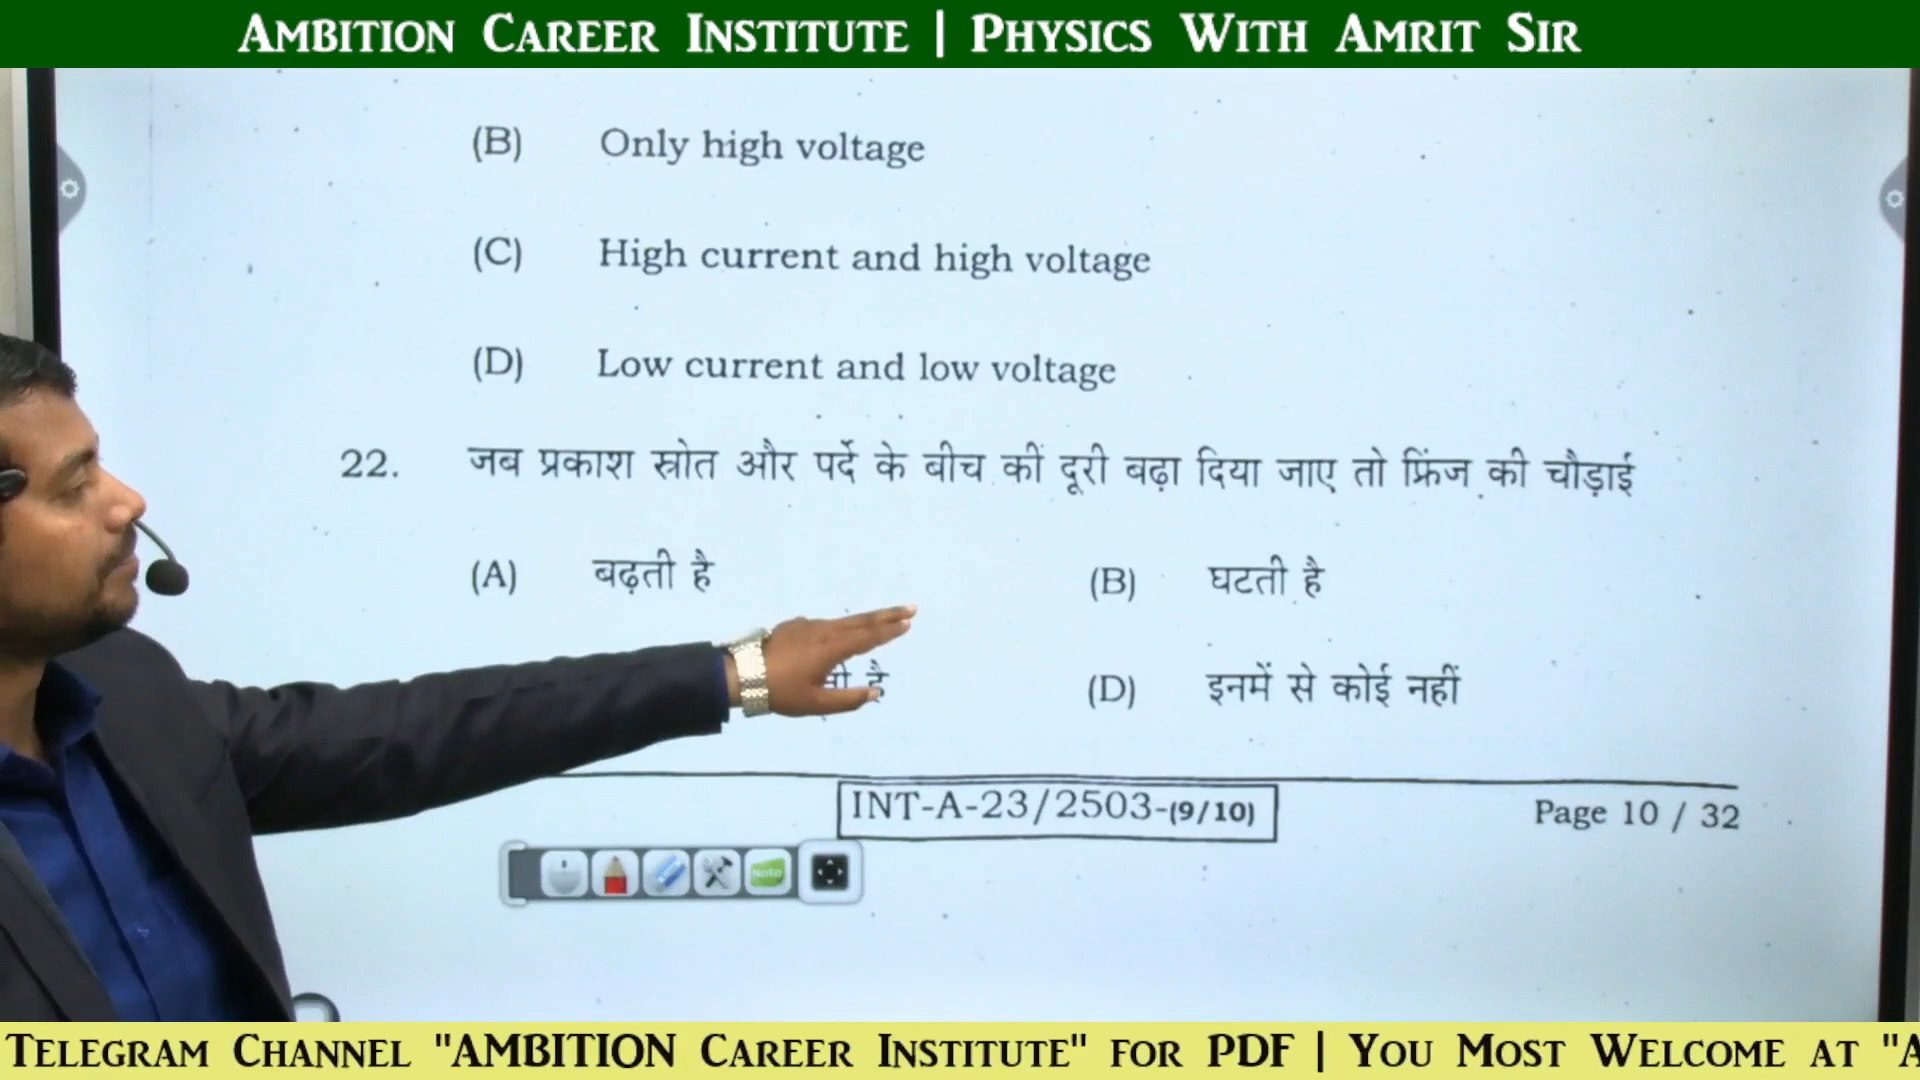 AMBITION CAREER INSTITUTE | PHYSICS WITH AMRIT SIR
(B) Only high voltage
(C) High current and high voltage
(D) Low current and low voltage
22. जब प्रकाश स्रोत और पर्दे के बीच की दूरी बढ़ा दिया जाए तो फ्रिंज की चौड़ाई
(A) बढ़ती है (B) घटती है
है (D) इनमें से कोई नहीं
INT-A-23/2503-(9/10) Page 10 / 32
Note
TELEGRAM CHANNEL "AMBITION CAREER INSTITUTE" FOR PDF | YOU MOST WELCOME AT "A